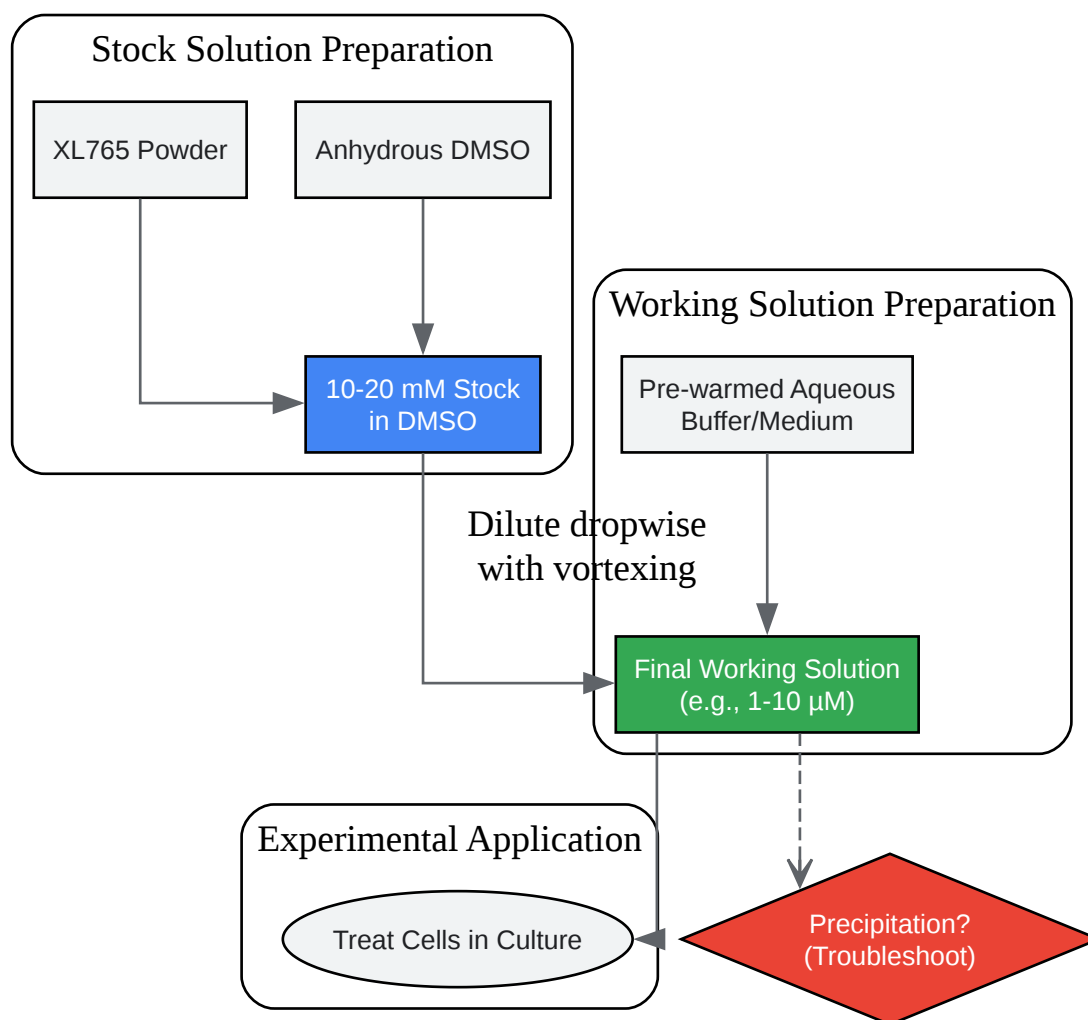 Stock Solution Preparation
XL765 Powder
Anhydrous DMSO
10-20 mM Stock
in DMSO
Working Solution Preparation
Pre-warmed Aqueous
Buffer/Medium
Dilute dropwise
with vortexing
Final Working Solution
(e.g., 1-10 µM)
Experimental Application
Treat Cells in Culture
Precipitation?
(Troubleshoot)